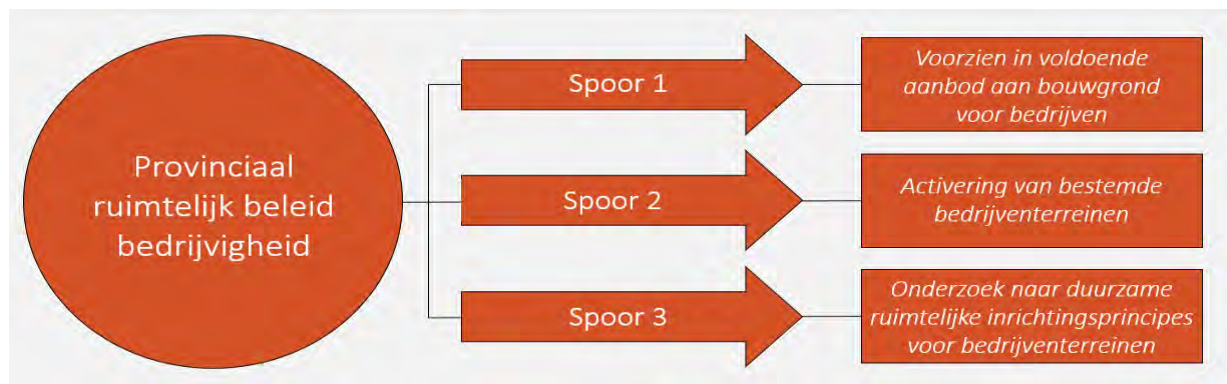 Provinciaal
ruimtelijk beleid
bedrijvigheid
Spoor 1
Voorzien in voldoende
aanbod aan bouwgrond
voor bedrijven
Spoor 2
Activering van bestemde
bedrijventerreinen
Spoor 3
Onderzoek naar duurzame
ruimtelijke inrichtingsprincipes
voor bedrijventerreinen